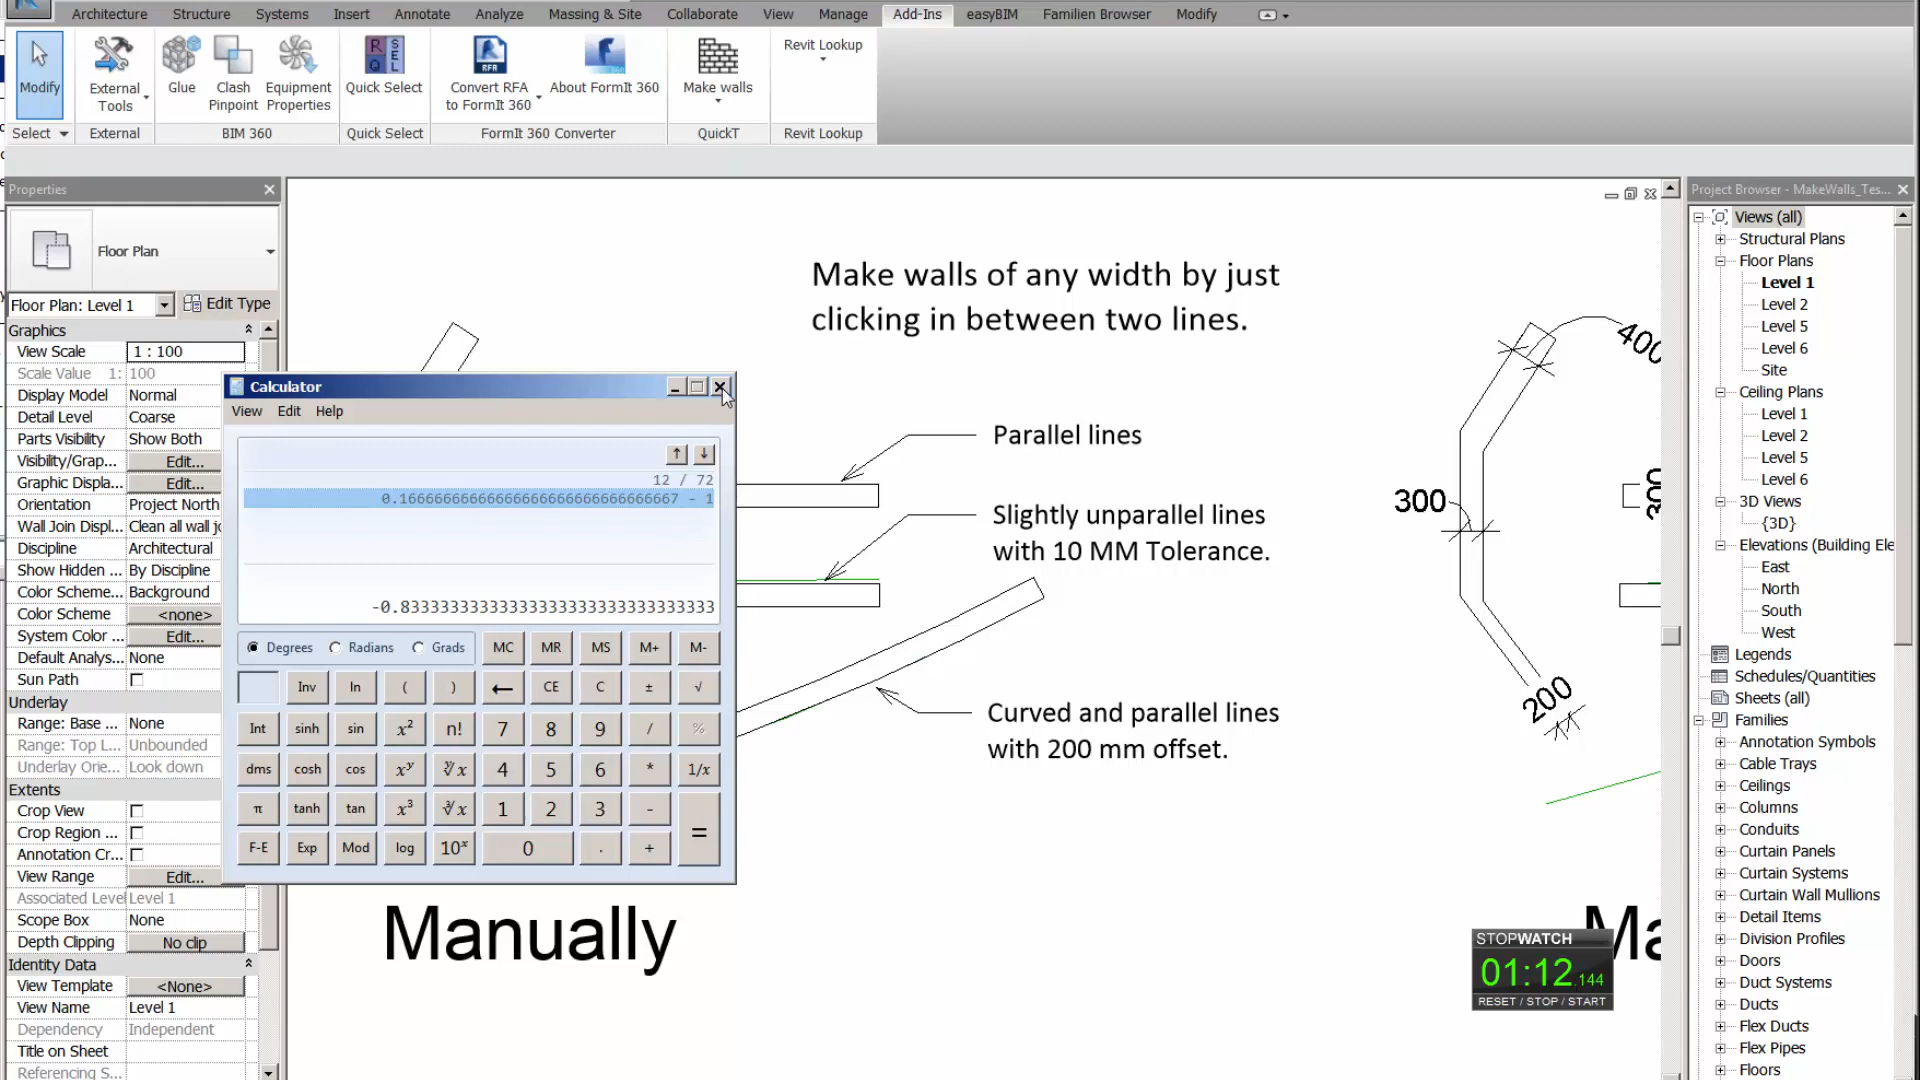 Architecture Structure Systems Insert Annotate Analyze Massing & Site Collaborate View Manage Add-Ins easyBIM Familien Browser Modify
Modify
External
Tools
Glue
Clash
Pinpoint
Equipment
Properties
Quick Select
Convert RFA
to FormIt 360
About FormIt 360
Make walls
Revit Lookup
Select External BIM 360 Quick Select FormIt 360 Converter QuickT Revit Lookup
Properties
Floor Plan
Floor Plan: Level 1 Edit Type
Graphics
View Scale 1 : 100
Scale Value 1: 100
Display Model Normal
Detail Level Coarse
Parts Visibility Show Both
Visibility/Grap... Edit...
Graphic Displa... Edit...
Orientation Project North
Wall Join Displ... Clean all wall jo
Discipline Architectural
Show Hidden ... By Discipline
Color Scheme... Background
Color Scheme <none>
System Color ... Edit...
Default Analys... None
Sun Path
Underlay
Range: Base ... None
Range: Top L... Unbounded
Underlay Orie... Look down
Extents
Crop View
Crop Region ...
Annotation Cr...
View Range Edit...
Associated Level Level 1
Scope Box None
Depth Clipping No clip
Identity Data
View Template <None>
View Name Level 1
Dependency Independent
Title on Sheet
Referencing S...
Calculator
View Edit Help
12 / 72
0.16666666666666666666666666666667 - 1
-0.83333333333333333333333333333333
Degrees Radians Grads MC MR MS M+ M-
Inv ln ( ) ← CE C ± √
Int sinh sin x² n! 7 8 9 / %
dms cosh cos xʸ ʸ√x 4 5 6 * 1/x
π tanh tan x³ ³√x 1 2 3 - =
F-E Exp Mod log 10ˣ 0 . +
Make walls of any width by just
clicking in between two lines.
Parallel lines
Slightly unparallel lines
with 10 MM Tolerance.
Curved and parallel lines
with 200 mm offset.
400
300
200
Manually
Ma
STOPWATCH
01:12.144
RESET / STOP / START
Project Browser - MakeWalls_Tes...
Views (all)
Structural Plans
Floor Plans
Level 1
Level 2
Level 5
Level 6
Site
Ceiling Plans
Level 1
Level 2
Level 5
Level 6
3D Views
{3D}
Elevations (Building Ele
East
North
South
West
Legends
Schedules/Quantities
Sheets (all)
Families
Annotation Symbols
Cable Trays
Ceilings
Columns
Conduits
Curtain Panels
Curtain Systems
Curtain Wall Mullions
Detail Items
Division Profiles
Doors
Duct Systems
Ducts
Flex Ducts
Flex Pipes
Floors